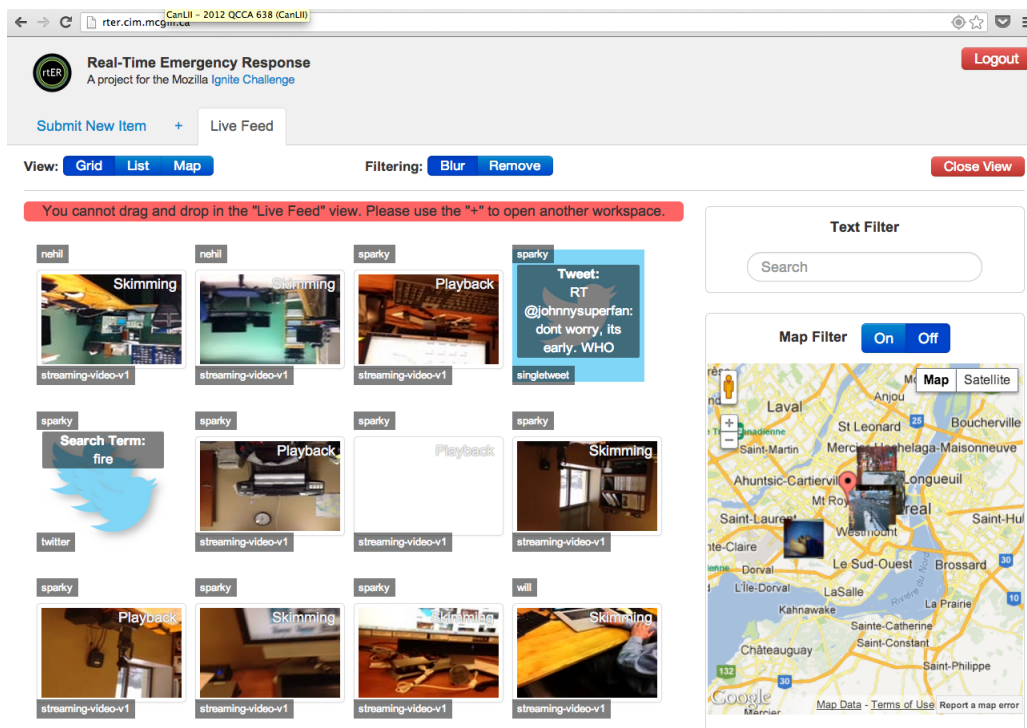 CanLII - 2012 QCCA 638 (CanLII)
rter.cim.mcgill.ca
rtER
Real-Time Emergency Response
A project for the Mozilla Ignite Challenge
Logout
Submit New Item + Live Feed
View: Grid List Map Filtering: Blur Remove Close View
You cannot drag and drop in the "Live Feed" view. Please use the "+" to open another workspace.
nehil
Skimming
streaming-video-v1
nehil
Skimming
streaming-video-v1
sparky
Playback
streaming-video-v1
sparky
Tweet:
RT
@johnnysuperfan:
dont worry, its
early. WHO
singletweet
sparky
Search Term:
fire
twitter
sparky
Playback
streaming-video-v1
sparky
Playback
streaming-video-v1
sparky
Skimming
streaming-video-v1
sparky
Playback
streaming-video-v1
sparky
Skimming
streaming-video-v1
sparky
Skimming
streaming-video-v1
will
Skimming
streaming-video-v1
Text Filter
Search
Map Filter On Off
Map Satellite
Anjou
Laval
25
Boucherville
St Leonard
Saint-Martin
Longueuil
Mt Roy
Saint-Laurent
Saint-Hu
Westmount
Dorval
Le Sud-Ouest
Brossard
30
L'Île-Dorval
LaSalle
La Prairie
10
Kahnawake
Sainte-Catherine
Saint-Constant
Châteauguay
Saint-Philippe
132
30
Google
Mercier
Map Data - Terms of Use Report a map error